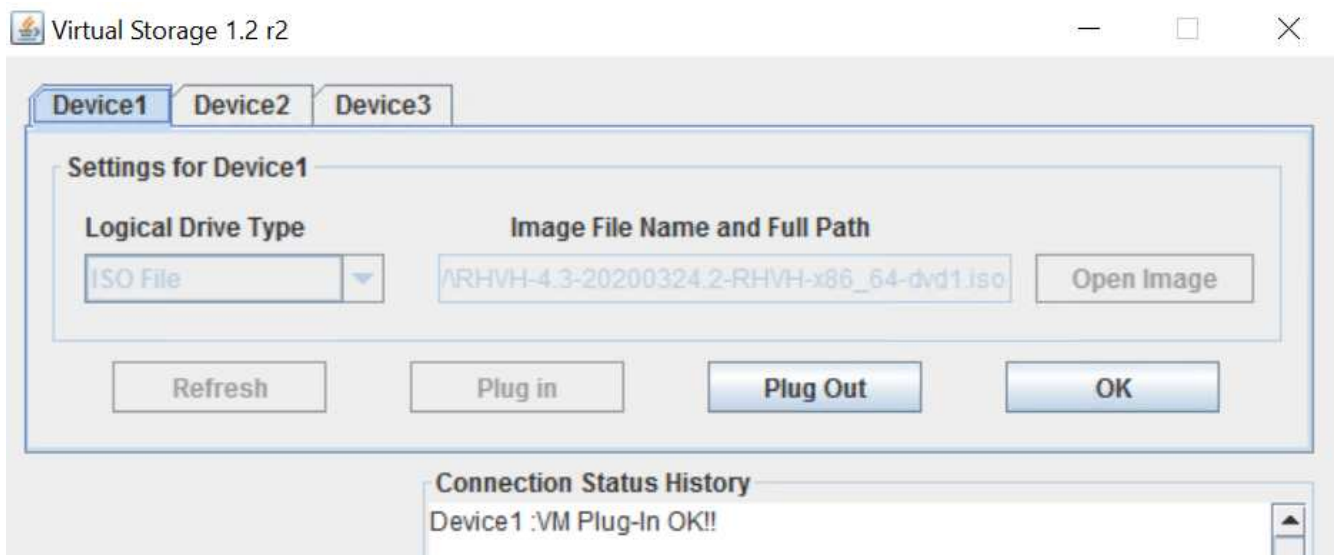 Virtual Storage 1.2 r2
Device1 Device2 Device3
Settings for Device1
Logical Drive Type Image File Name and Full Path
ISO File \RHVH-4.3-20200324.2-RHVH-x86_64-dvd1.iso Open Image
Refresh Plug in Plug Out OK
Connection Status History
Device1 :VM Plug-In OK!!